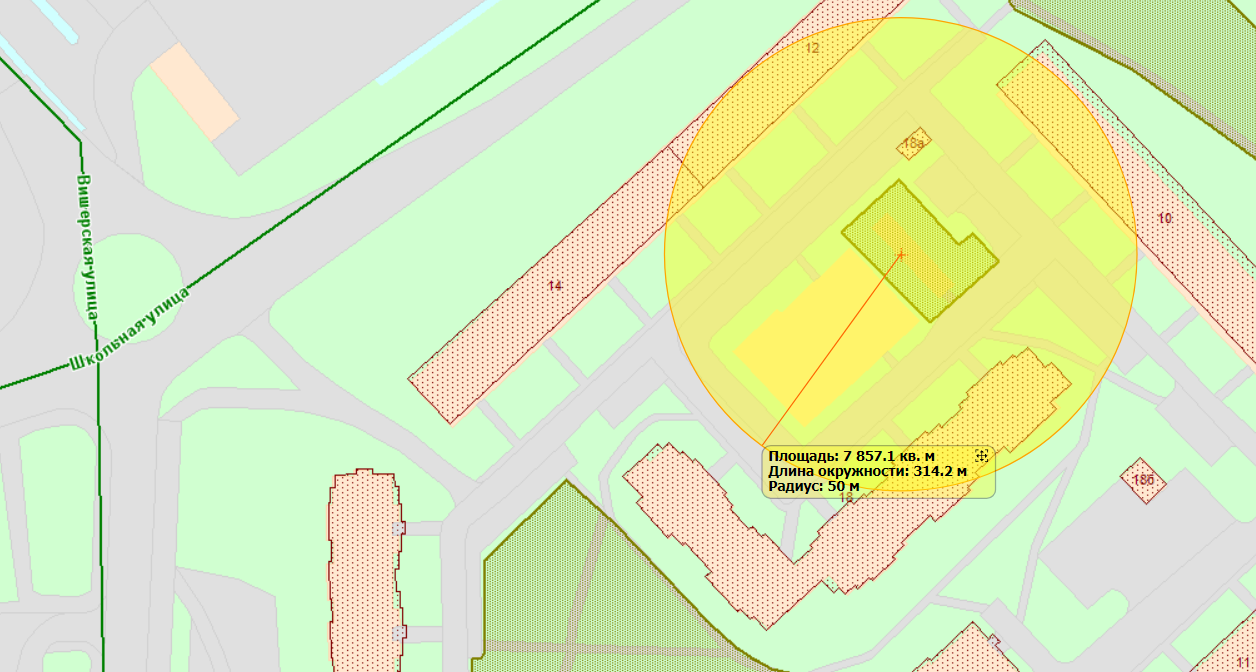 12
18а
10
Вишерская улица
14
Школьная улица
Площадь: 7 857.1 кв. м
Длина окружности: 314.2 м
Радиус: 50 м
18
18б
11